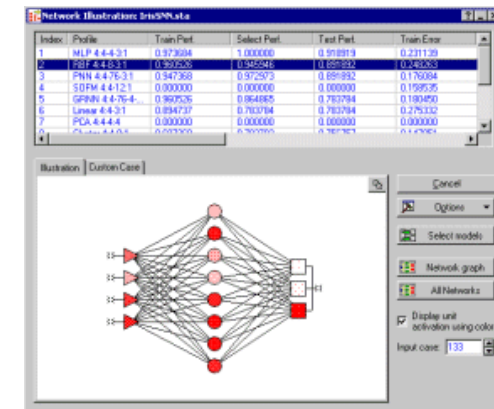 Network Illustration: IrisSNN.sta
Index Profile Train Perf. Select Perf. Test Perf. Train Error
1 MLP 4:4-4-3:1 0.973684 1.000000 0.918919 0.231139
2 RBF 4:4-8-3:1 0.960526 0.945946 0.891892 0.248263
3 PNN 4:4-76-3:1 0.947368 0.972973 0.891892 0.176084
4 SOFM 4:4-12:1 0.000000 0.000000 0.000000 0.158535
5 GRNN 4:4-76-4-... 0.960526 0.864865 0.783784 0.180450
6 Linear 4:4-3:1 0.894737 0.783784 0.783784 0.275332
7 PCA 4:4-4:4 0.000000 0.000000 0.000000 0.000000
Illustration Custom Case
Cancel
Options
Select models
Network graph
All Networks
Display unit
activation using color
Input case: 133